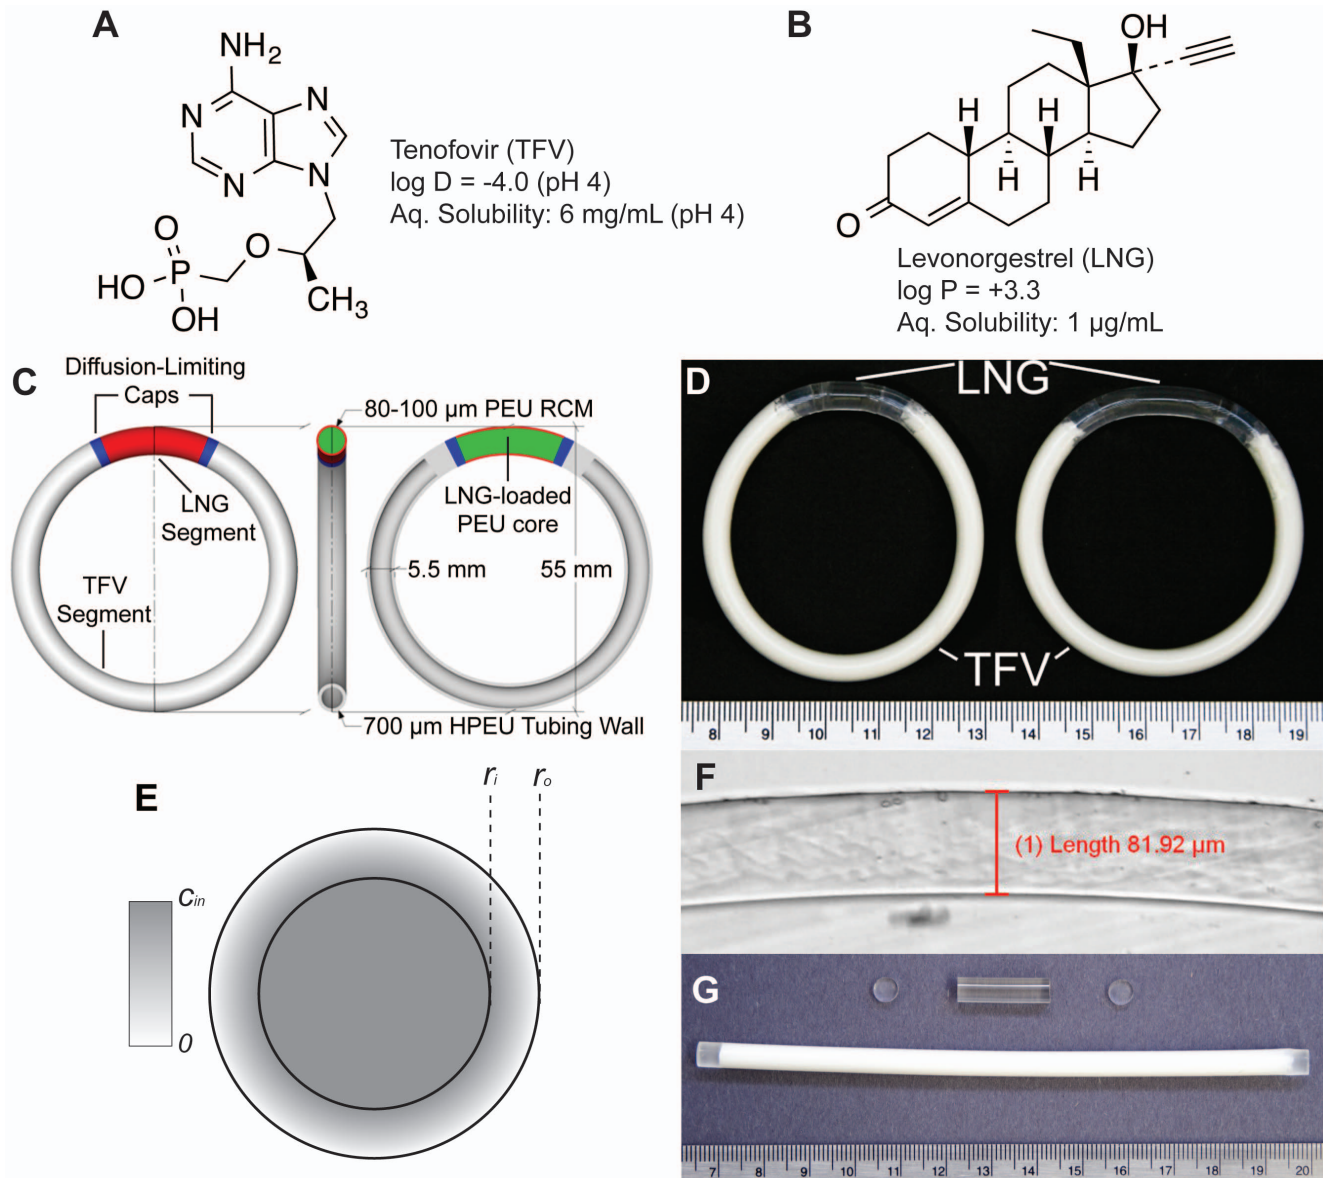 A
NH₂
N
N
N
N
O
O
P
HO
OH
CH₃
Tenofovir (TFV)
log D = -4.0 (pH 4)
Aq. Solubility: 6 mg/mL (pH 4)
B
OH
H
H
H
H
O
Levonorgestrel (LNG)
log P = +3.3
Aq. Solubility: 1 µg/mL
C
Diffusion-Limiting
Caps
LNG
Segment
TFV
Segment
80-100 µm PEU RCM
LNG-loaded
PEU core
5.5 mm
55 mm
700 µm HPEU Tubing Wall
D
LNG
TFV
8 9 10 11 12 13 14 15 16 17 18 19
E
rᵢ
rₒ
Cᵢₙ
0
F
(1) Length 81.92 µm
G
7 8 9 10 11 12 13 14 15 16 17 18 19 20